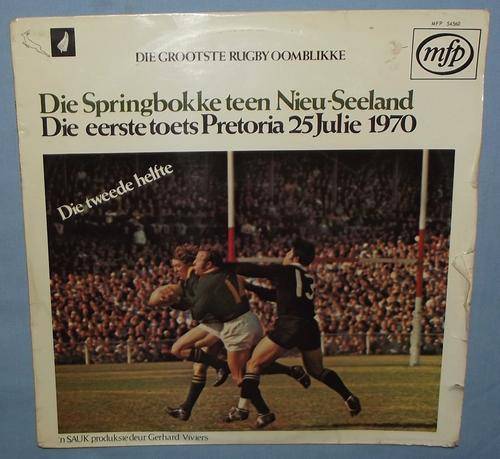 MFP 54560
DIE GROOTSTE RUGBY OOMBLIKKE
mfp
Die Springbokke teen Nieu-Seeland
Die eerste toets Pretoria 25 Julie 1970
Die tweede helfte
15
'n SAUK produksie deur Gerhard Viviers